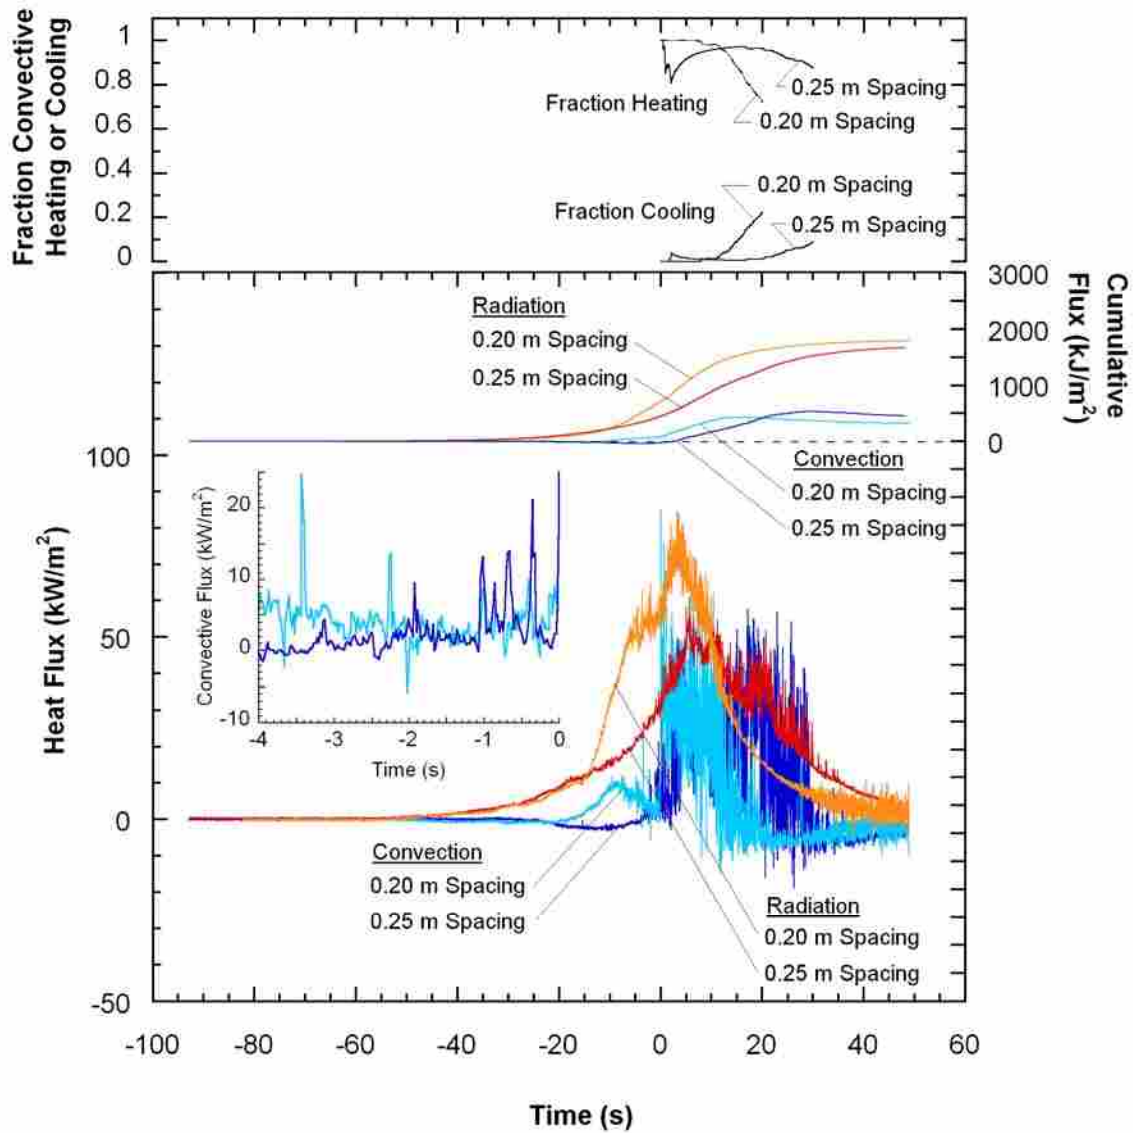 Fraction Convective
Heating or Cooling
1
0.8
0.6
0.4
0.2
0
Fraction Heating
0.25 m Spacing
0.20 m Spacing
0.20 m Spacing
Fraction Cooling
0.25 m Spacing
3000
2000
1000
0
Cumulative
Flux (kJ/m²)
Radiation
0.20 m Spacing
0.25 m Spacing
Convection
0.20 m Spacing
0.25 m Spacing
Heat Flux (kW/m²)
100
50
0
-50
Convective Flux (kW/m²)
20
10
0
-10
-4
-3
-2
-1
0
Time (s)
Convection
0.20 m Spacing
0.25 m Spacing
Radiation
0.20 m Spacing
0.25 m Spacing
-100
-80
-60
-40
-20
0
20
40
60
Time (s)